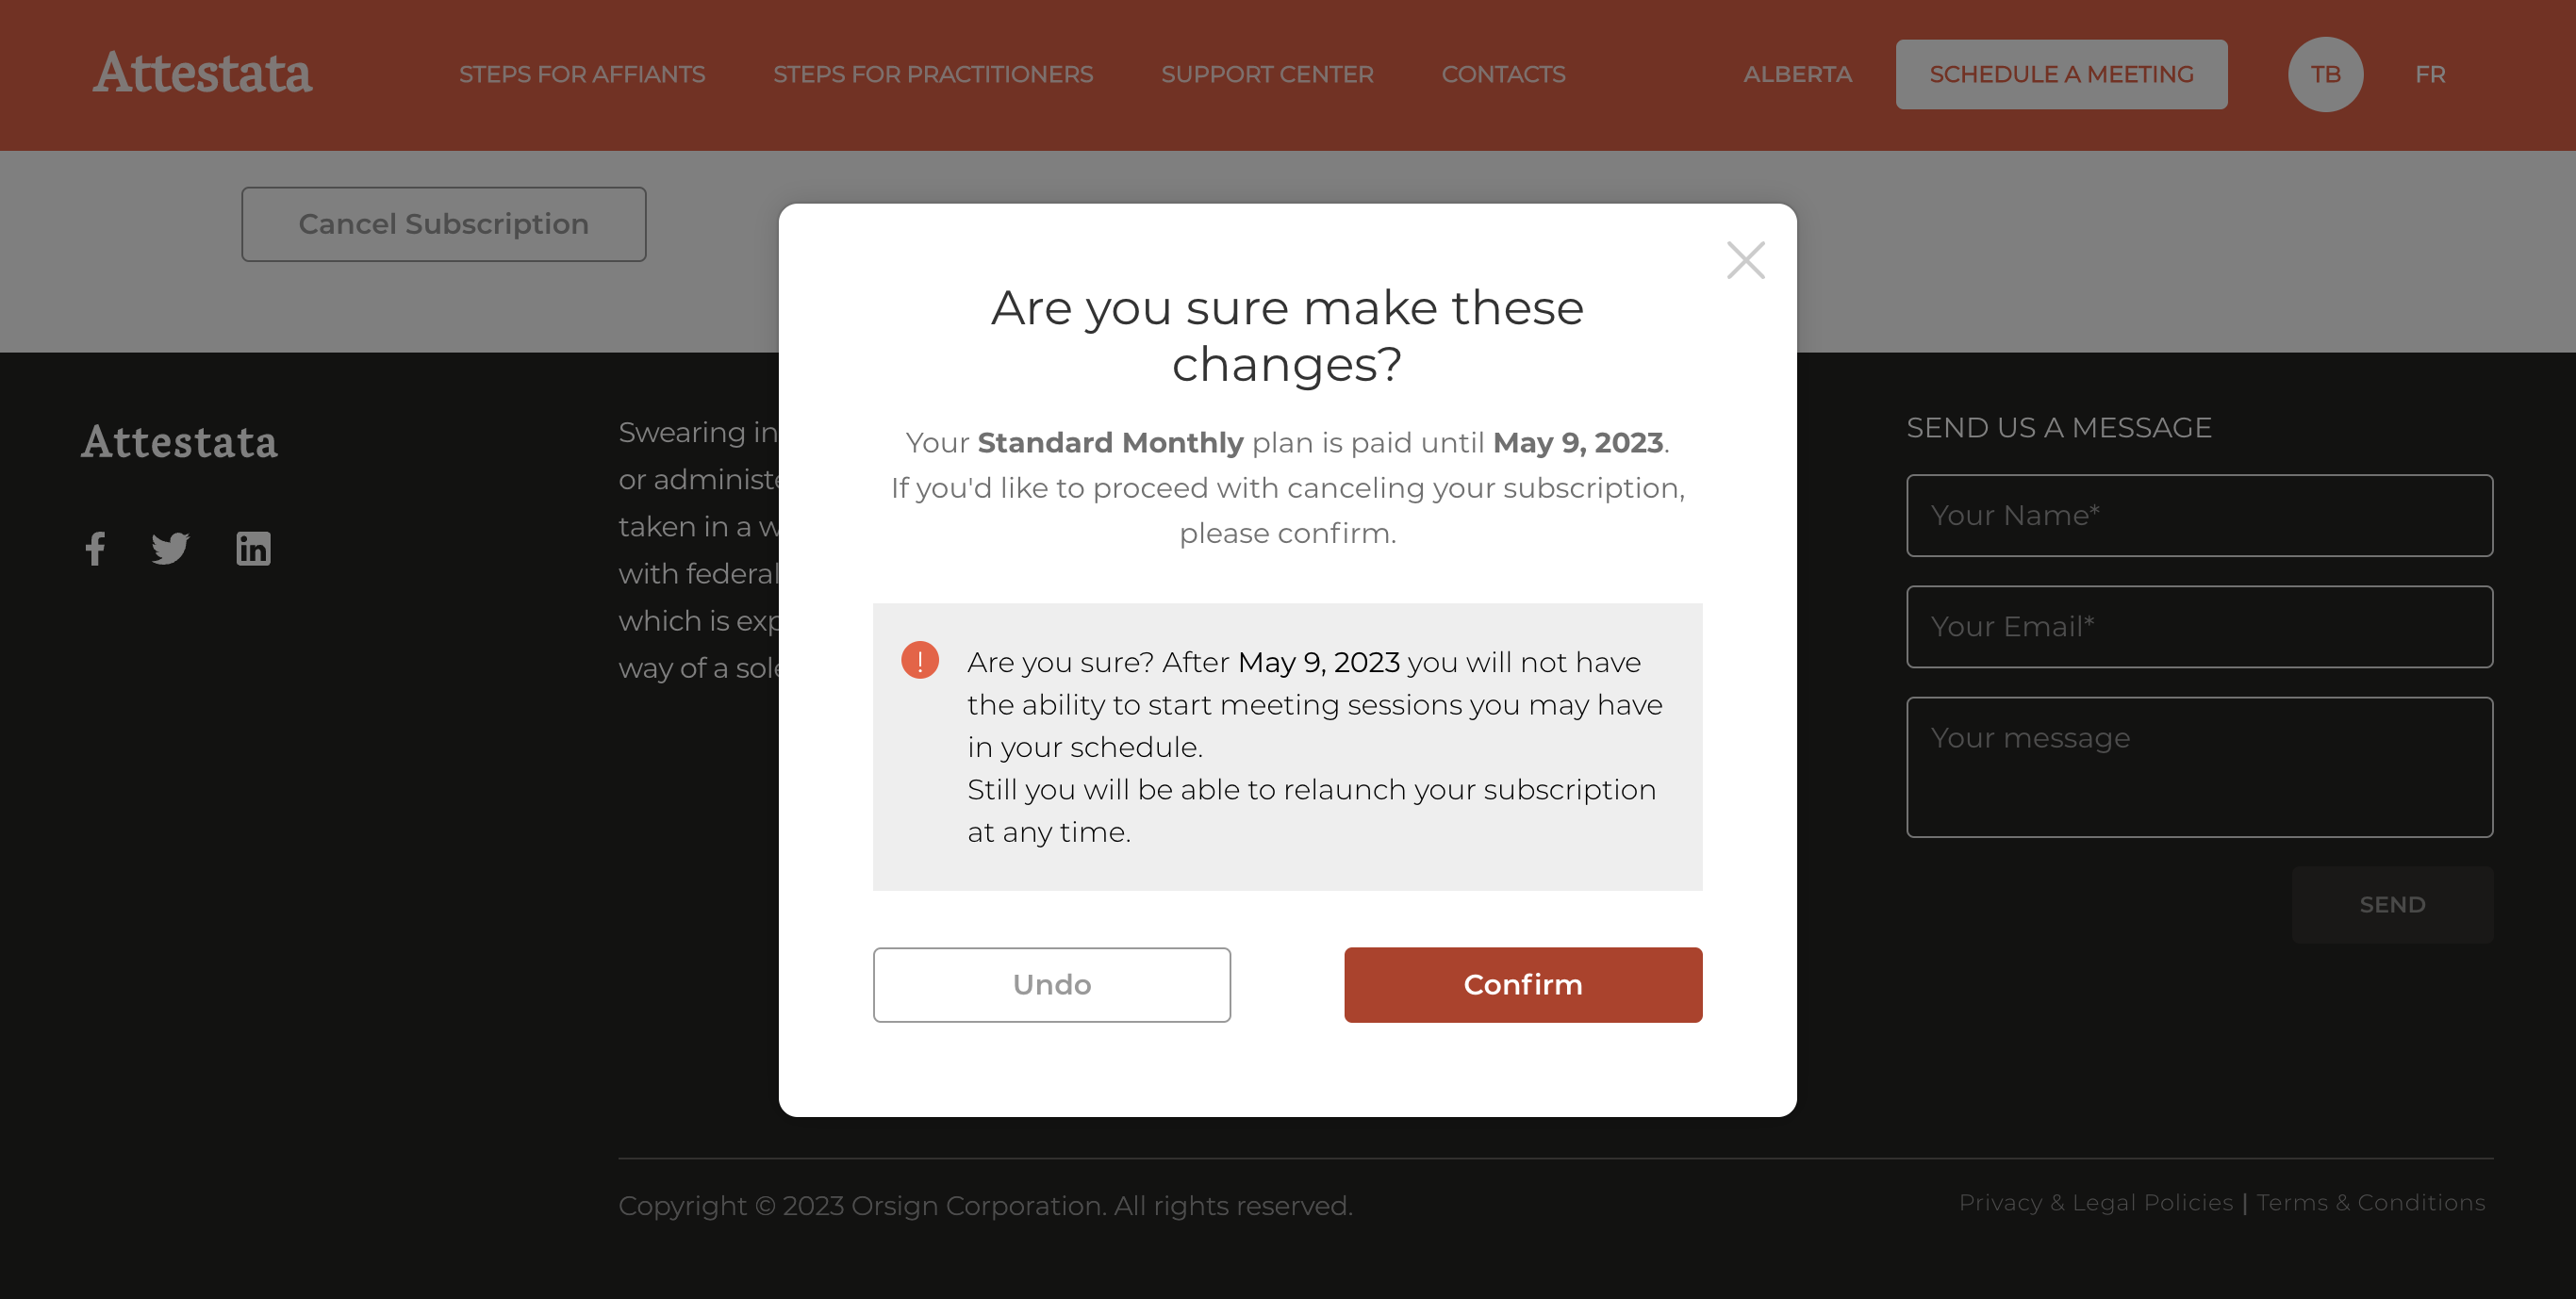 Attestata
STEPS FOR AFFIANTS
STEPS FOR PRACTITIONERS
SUPPORT CENTER
CONTACTS
ALBERTA
SCHEDULE A MEETING
TB
FR
Cancel Subscription
Are you sure make these
changes?
Your Standard Monthly plan is paid until May 9, 2023.
If you'd like to proceed with canceling your subscription,
please confirm.
! Are you sure? After May 9, 2023 you will not have
the ability to start meeting sessions you may have
in your schedule.
Still you will be able to relaunch your subscription
at any time.
Undo
Confirm
Attestata
Swearing in
or administe
taken in a w
with federal
which is exp
way of a sole
SEND US A MESSAGE
Your Name*
Your Email*
Your message
SEND
Copyright © 2023 Orsign Corporation. All rights reserved.
Privacy & Legal Policies | Terms & Conditions